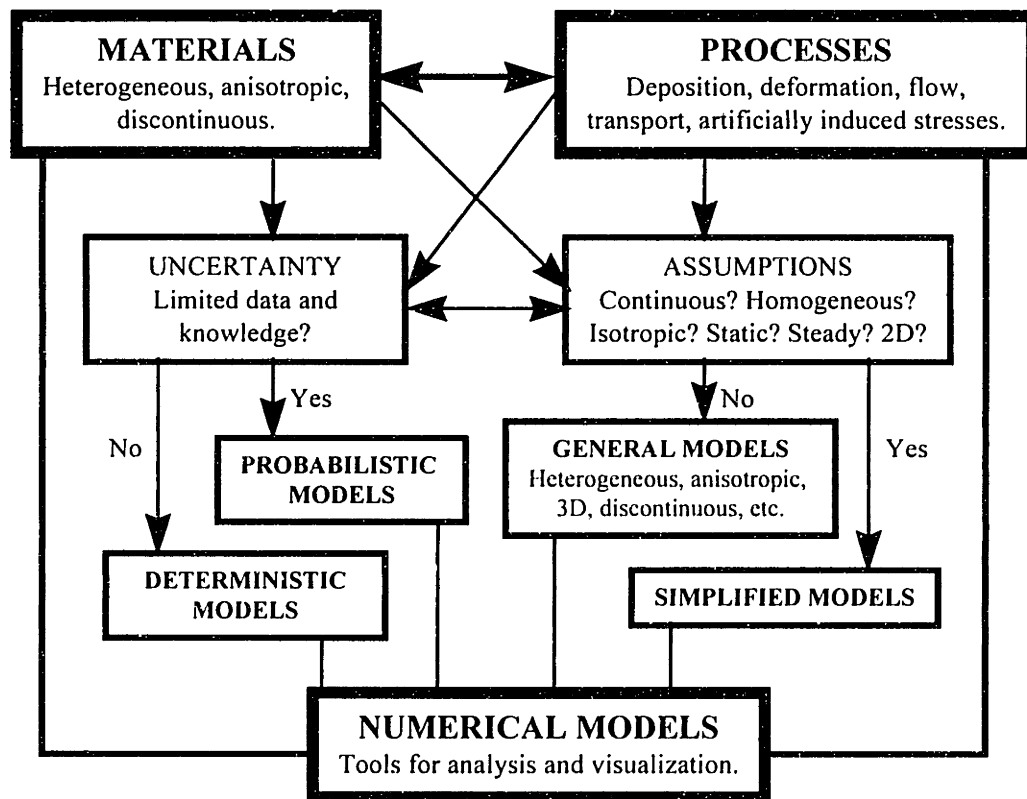 MATERIALS
Heterogeneous, anisotropic,
discontinuous.
PROCESSES
Deposition, deformation, flow,
transport, artificially induced stresses.
UNCERTAINTY
Limited data and
knowledge?
ASSUMPTIONS
Continuous? Homogeneous?
Isotropic? Static? Steady? 2D?
No
Yes
No
Yes
PROBABILISTIC
MODELS
GENERAL MODELS
Heterogeneous, anisotropic,
3D, discontinuous, etc.
DETERMINISTIC
MODELS
SIMPLIFIED MODELS
NUMERICAL MODELS
Tools for analysis and visualization.